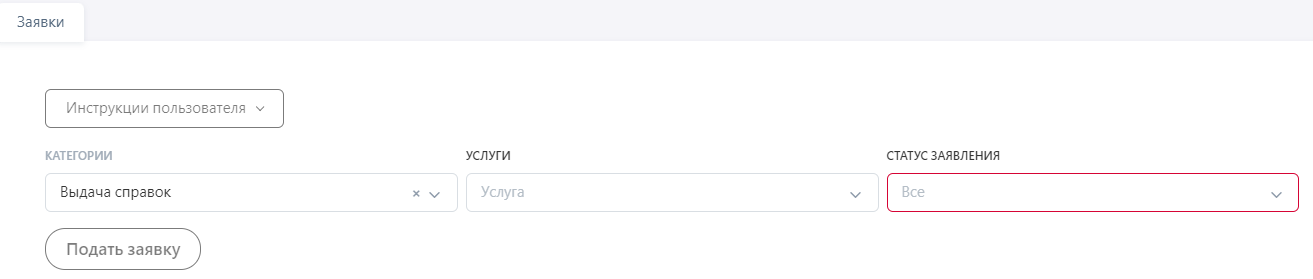 Заявки
Инструкции пользователя
КАТЕГОРИИ
УСЛУГИ
СТАТУС ЗАЯВЛЕНИЯ
Выдача справок ×
Услуга
Все
Подать заявку